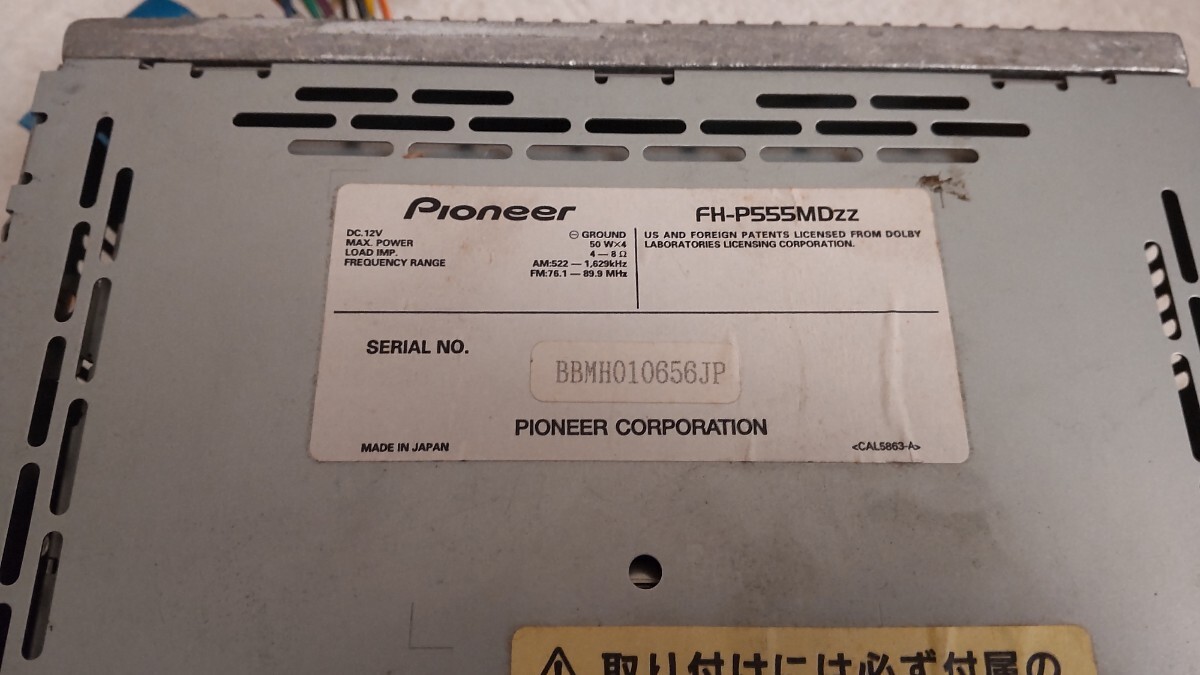 Pioneer
FH-P555MDzz
DC.12V ⊖ GROUND
MAX. POWER 50 W×4
LOAD IMP. 4 — 8 Ω
FREQUENCY RANGE AM:522 — 1,629kHz
FM:76.1 — 89.9 MHz
US AND FOREIGN PATENTS LICENSED FROM DOLBY
LABORATORIES LICENSING CORPORATION.
SERIAL NO.
BBMH010656JP
PIONEER CORPORATION
MADE IN JAPAN
<CAL5863-A>
⚠ 取り付けには必ず付属の